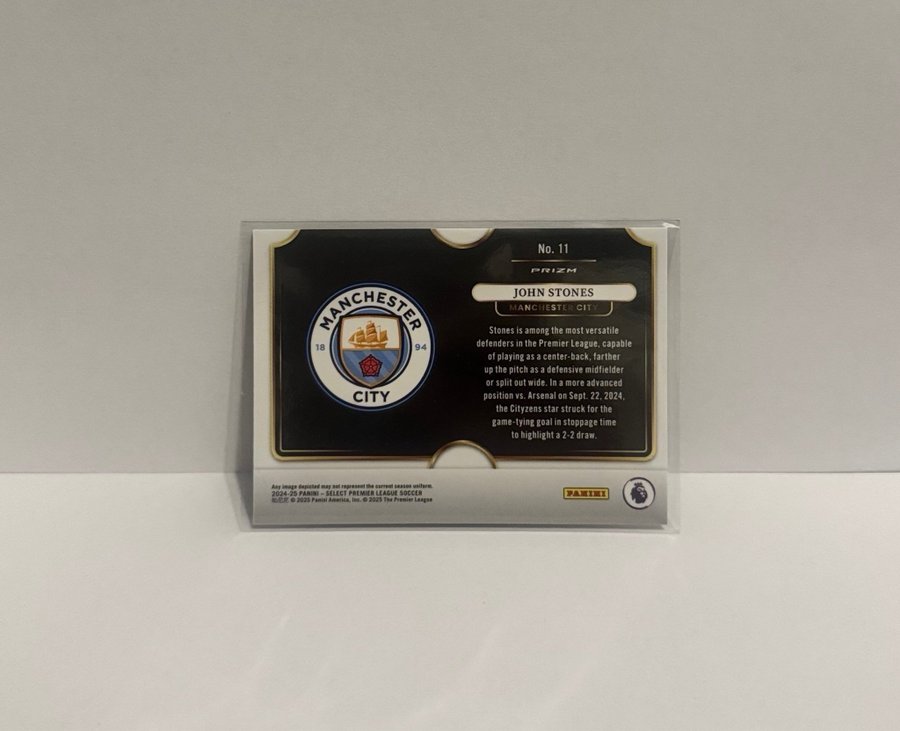 MANCHESTER
18 94
CITY
No. 11
PRIZM
JOHN STONES
MANCHESTER CITY
Stones is among the most versatile
defenders in the Premier League, capable
of playing as a center-back, farther
up the pitch as a defensive midfielder
or split out wide. In a more advanced
position vs. Arsenal on Sept. 22, 2024,
the Cityzens star struck for the
game-tying goal in stoppage time
to highlight a 2-2 draw.
Any image depicted may not represent the current season uniform.
2024-25 PANINI – SELECT PREMIER LEAGUE SOCCER
© 2025 Panini America, Inc. © 2025 The Premier League
PANINI